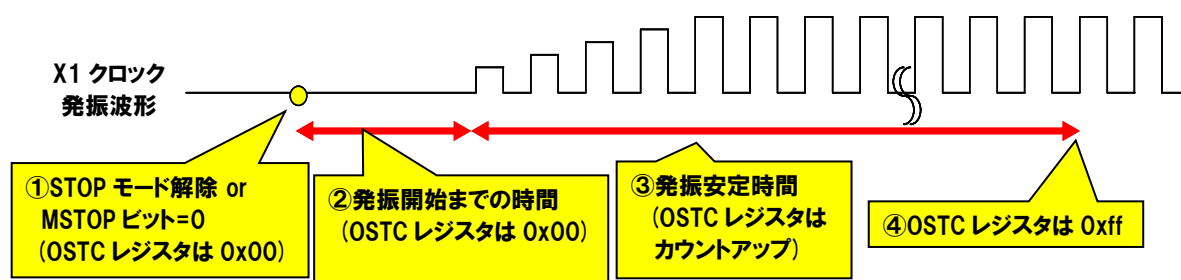 X1 クロック
発振波形
①STOP モード解除 or
MSTOP ビット=0
(OSTC レジスタは 0x00)
②発振開始までの時間
(OSTC レジスタは 0x00)
③発振安定時間
(OSTC レジスタは
カウントアップ)
④OSTC レジスタは 0xff